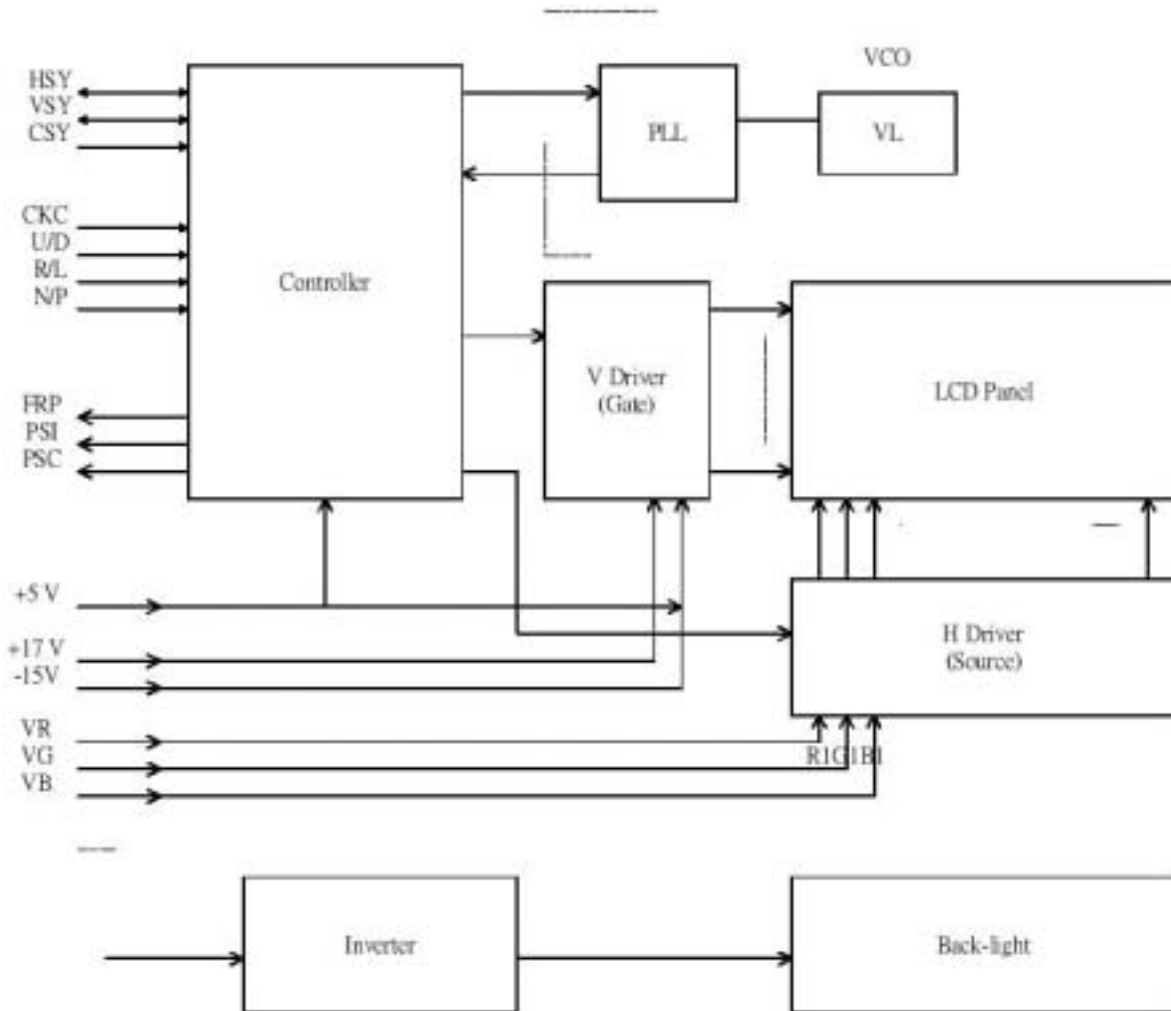 VCO
HSY
VSY
CSY
PLL
VL
CKC
U/D
R/L
N/P
Controller
V Driver
(Gate)
LCD Panel
FRP
PSI
PSC
+5 V
+17 V
-15V
H Driver
(Source)
VR
VG
VB
R1G1B1
Inverter
Back-light